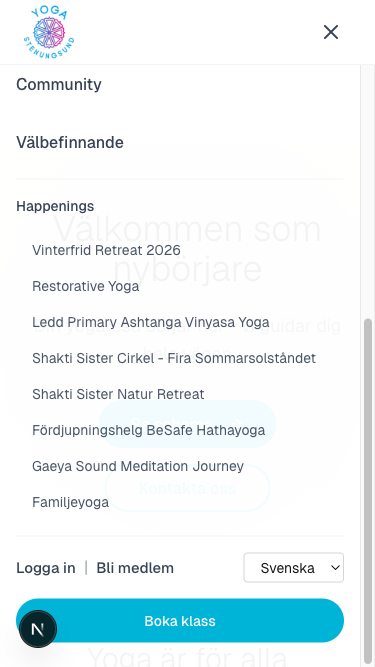 YOGA
STENUNGSUND
Community
Välbefinnande
Happenings
Välkommen som
nybörjare
Vinterfrid Retreat 2026
Restorative Yoga
Ledd Primary Ashtanga Vinyasa Yoga
guidar dig
Shakti Sister Cirkel - Fira Sommarsolståndet
Shakti Sister Natur Retreat
Fördjupningshelg BeSafe Hathayoga
Gaeya Sound Meditation Journey
Kontakta oss
Familjeyoga
Logga in | Bli medlem
Svenska
Boka klass
N
Yoga är för alla